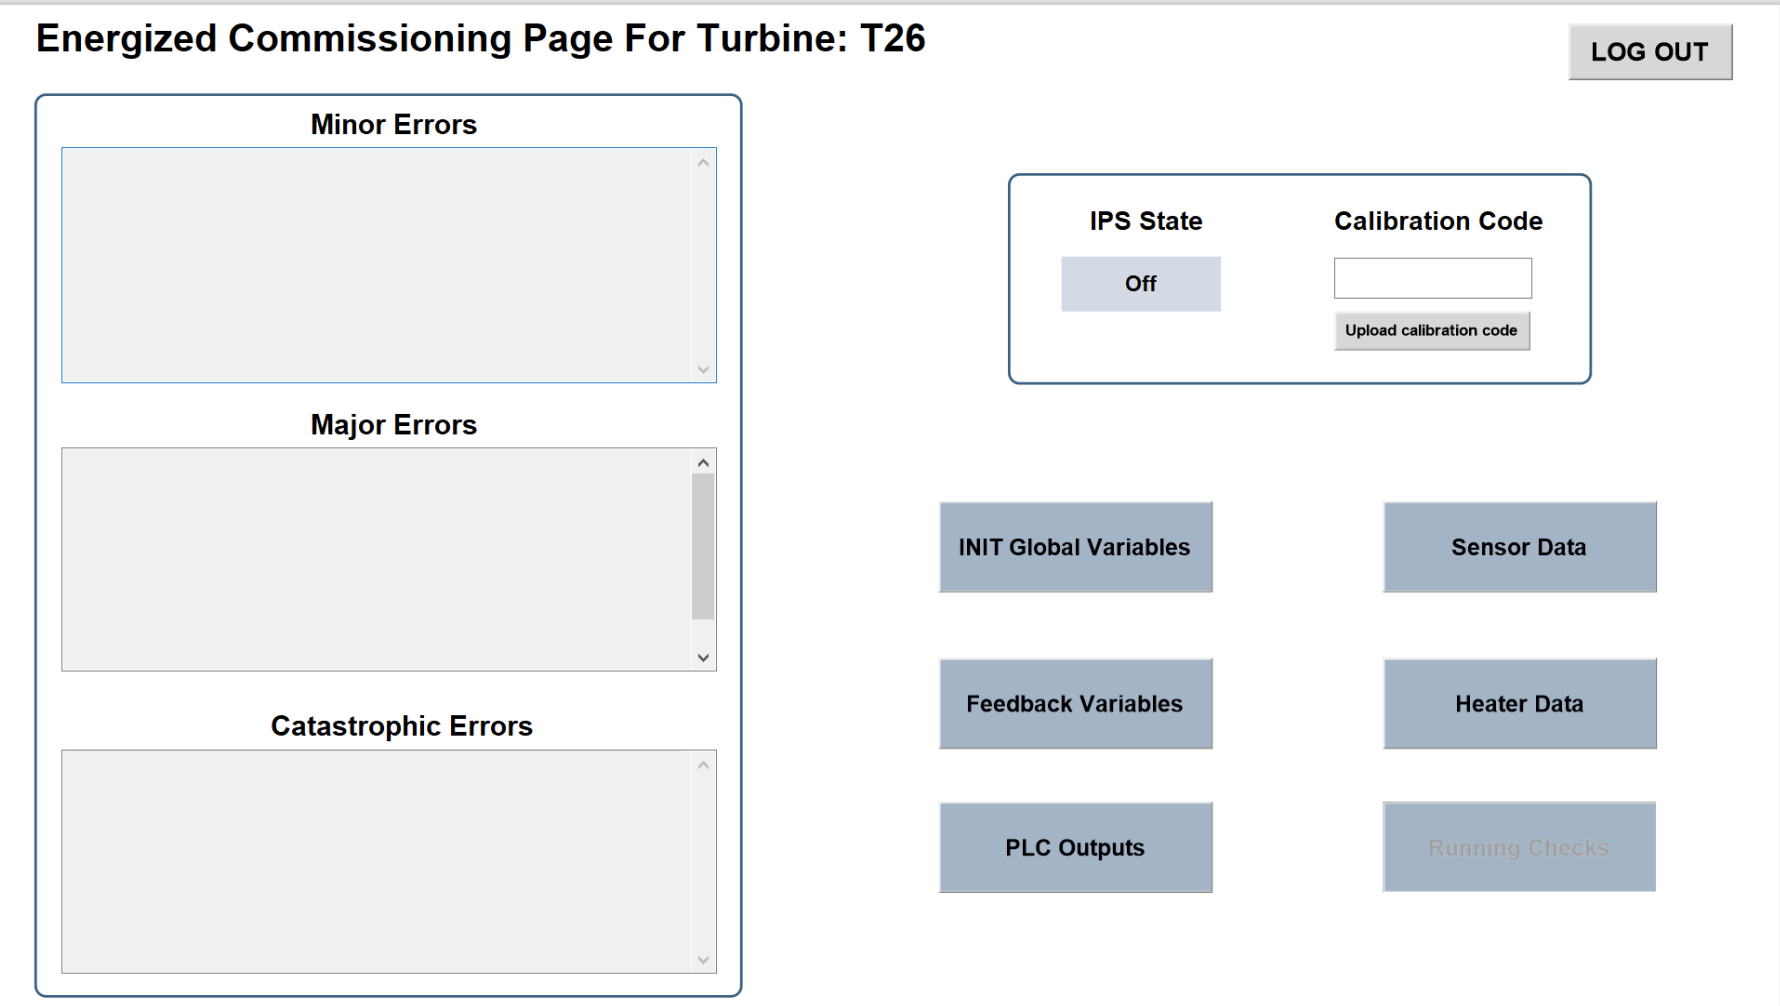 Energized Commissioning Page For Turbine: T26
LOG OUT
Minor Errors
Major Errors
Catastrophic Errors
IPS State
Off
Calibration Code
Upload calibration code
INIT Global Variables
Sensor Data
Feedback Variables
Heater Data
PLC Outputs
Running Checks